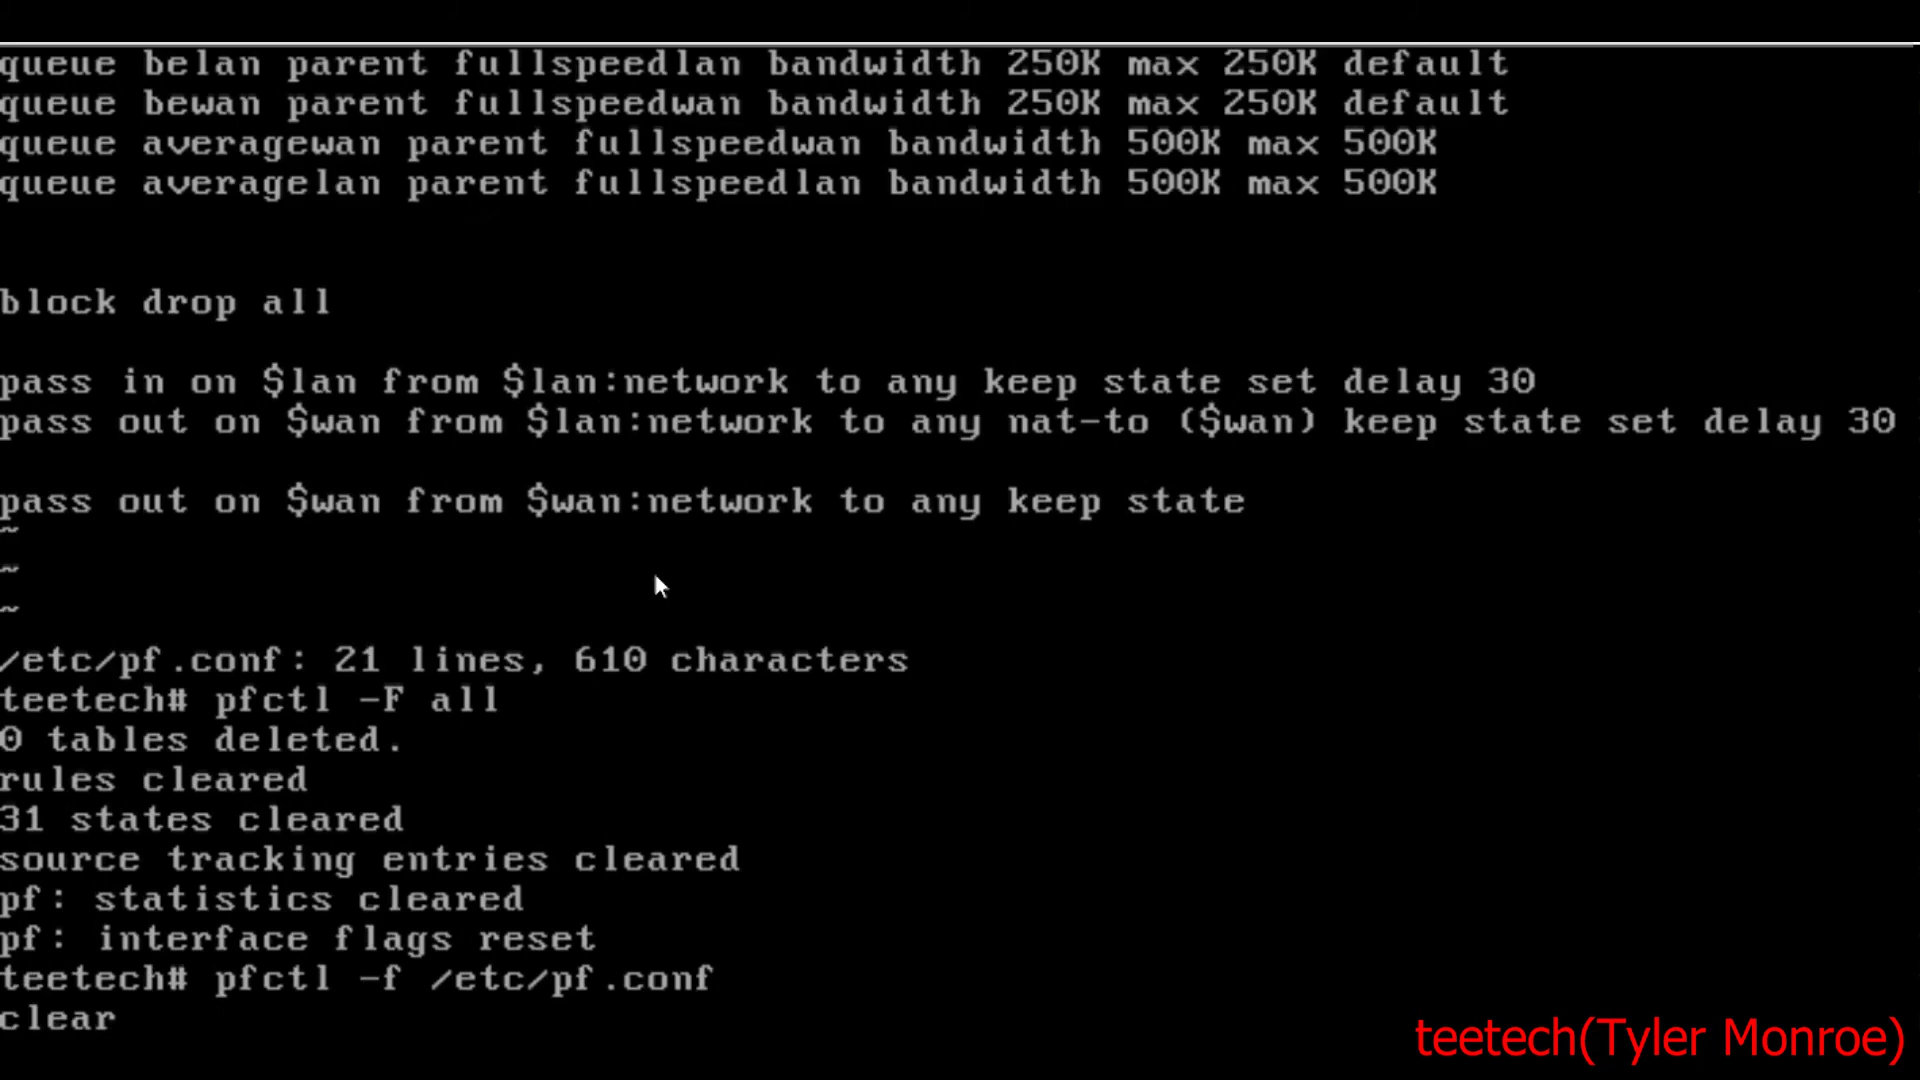 queue belan parent fullspeedlan bandwidth 250K max 250K default
queue bewan parent fullspeedwan bandwidth 250K max 250K default
queue averagewan parent fullspeedwan bandwidth 500K max 500K
queue averagelan parent fullspeedlan bandwidth 500K max 500K
block drop all
pass in on $lan from $lan:network to any keep state set delay 30
pass out on $wan from $lan:network to any nat-to ($wan) keep state set delay 30
pass out on $wan from $wan:network to any keep state
~
~
~
/etc/pf.conf: 21 lines, 610 characters
teetech# pfctl -F all
0 tables deleted.
rules cleared
31 states cleared
source tracking entries cleared
pf: statistics cleared
pf: interface flags reset
teetech# pfctl -f /etc/pf.conf
clear
teetech(Tyler Monroe)